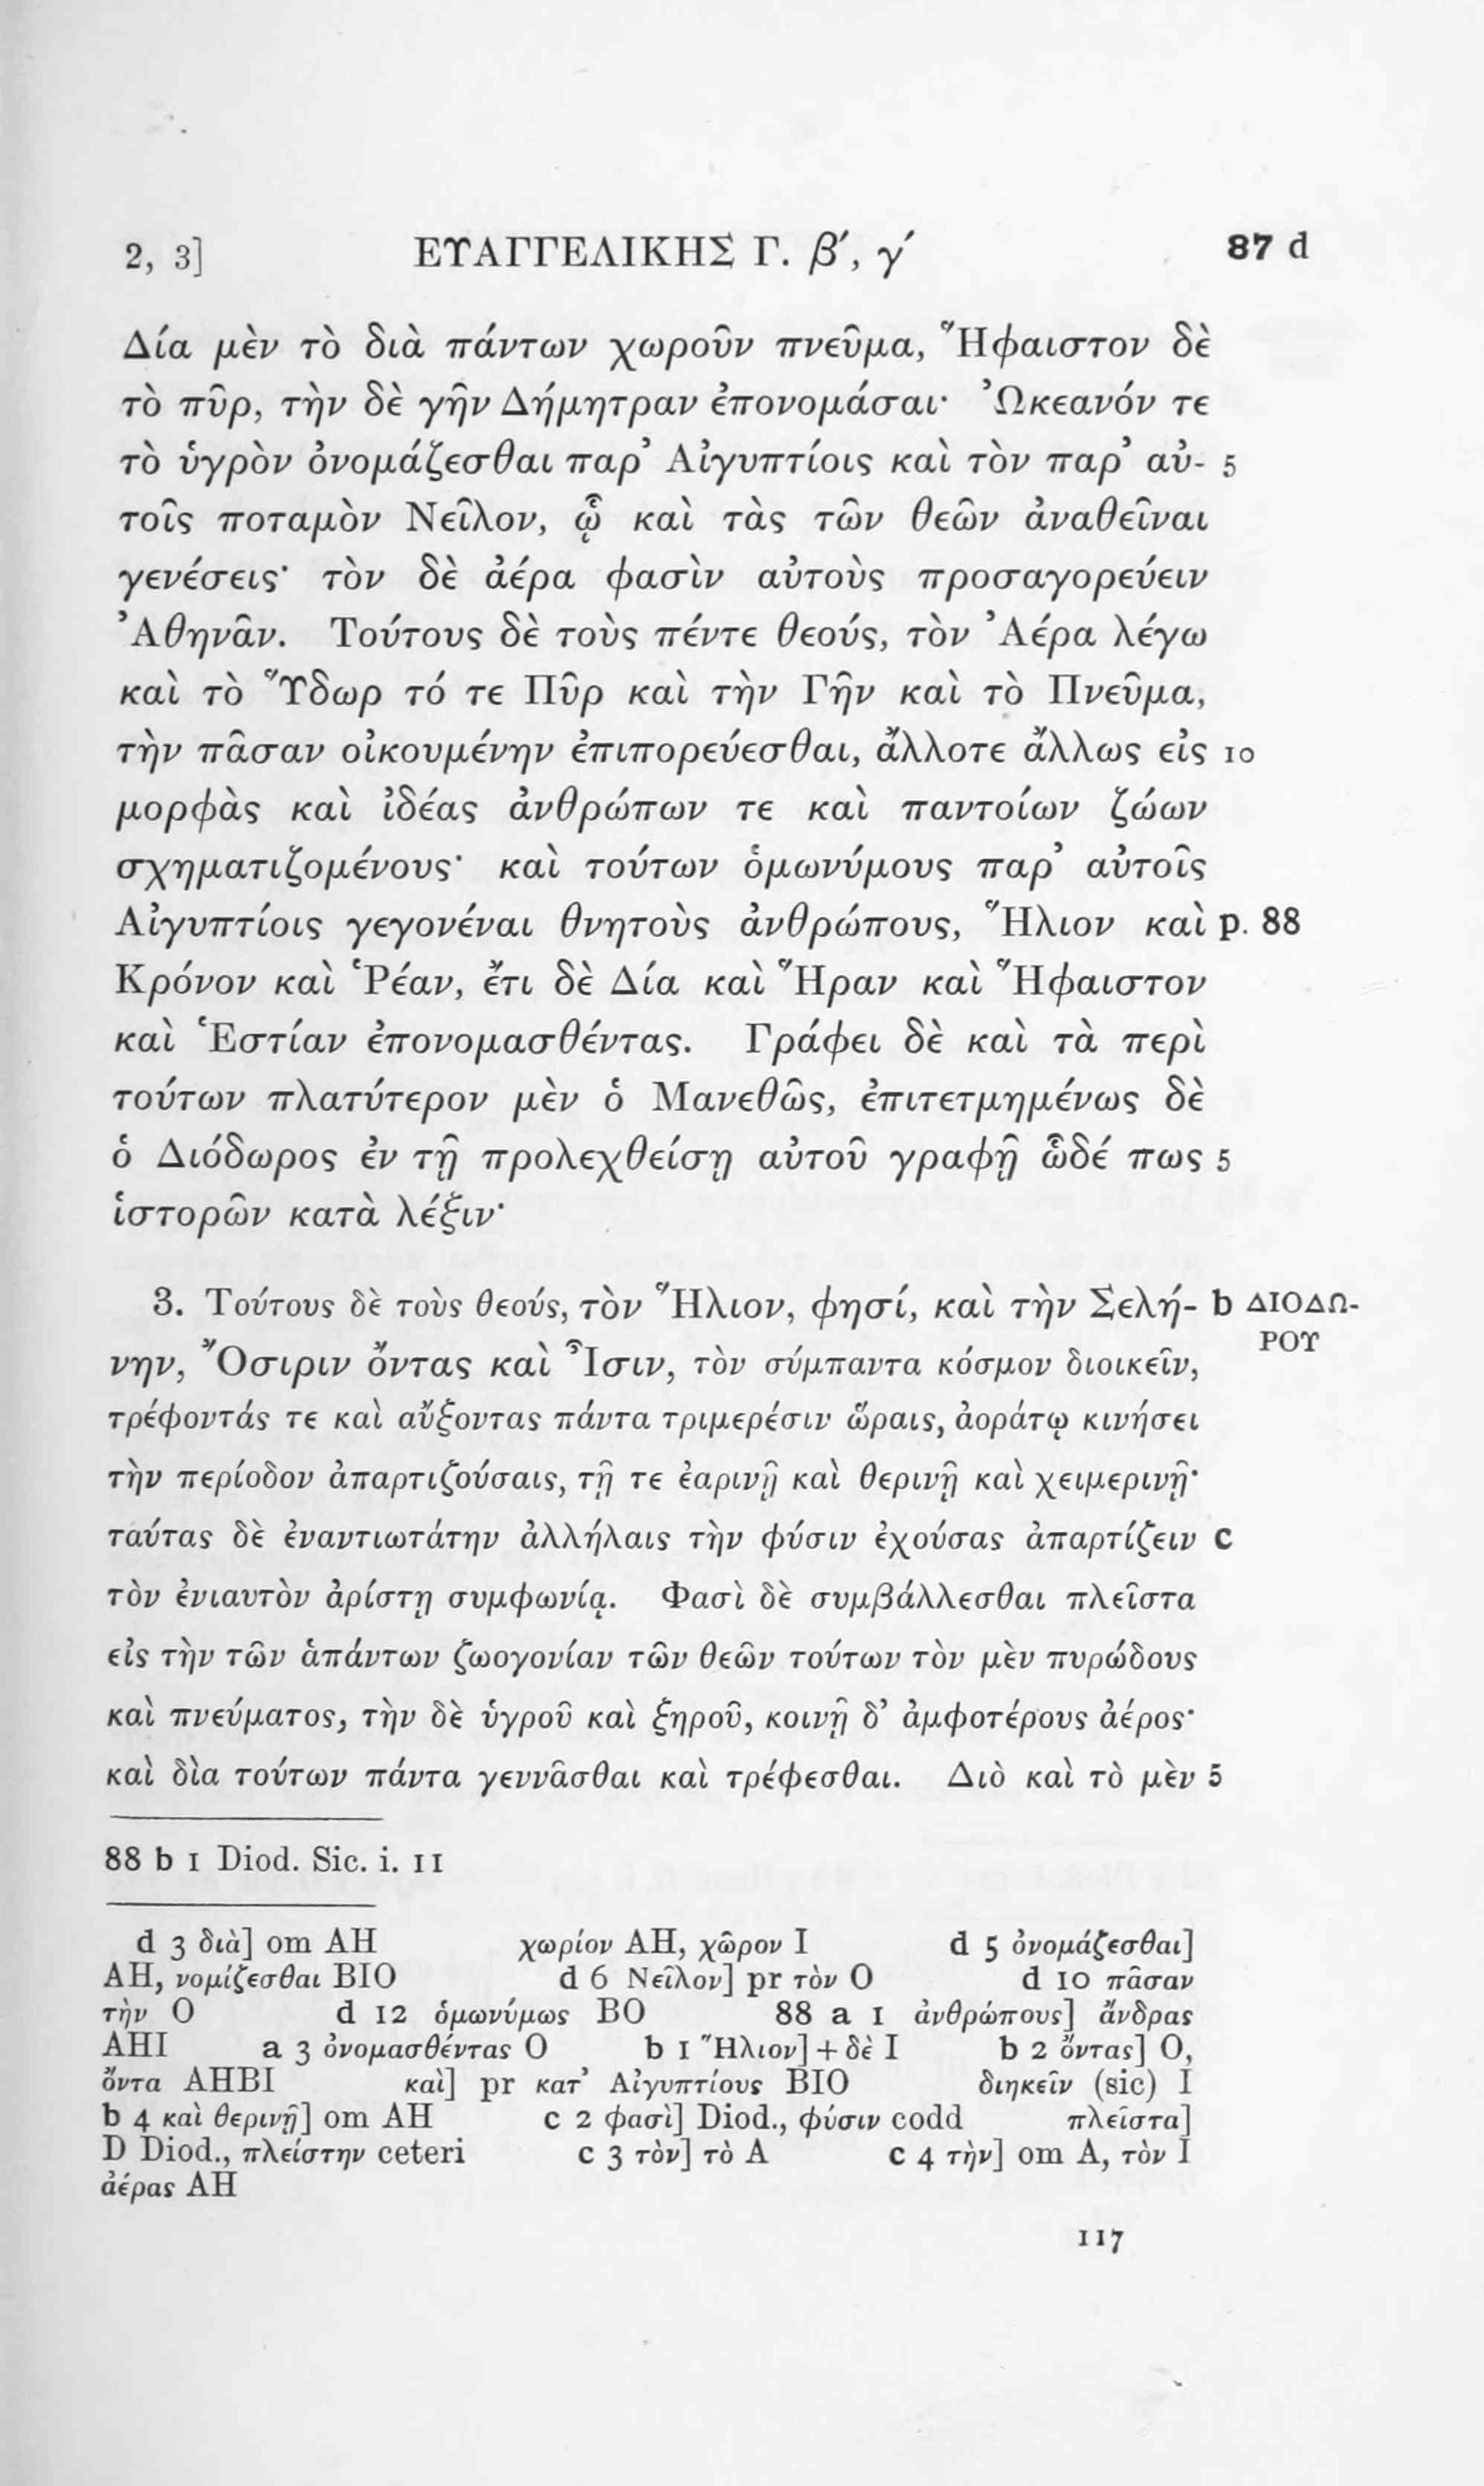 2, 3] ΕΥΑΓΓΕΛΙΚΗΣ Γ. β´, γ´ 87 d
Δία μὲν τὸ διὰ πάντων χωροῦν πνεῦμα, Ἥφαιστον δὲ
τὸ πῦρ, τὴν δὲ γῆν Δήμητραν ἐπονομάσαι· Ὠκεανόν τε
τὸ ὑγρὸν ὀνομάζεσθαι παρ’ Αἰγυπτίοις καὶ τὸν παρ’ αὐ- 5
τοῖς ποταμὸν Νεῖλον, ᾧ καὶ τὰς τῶν θεῶν ἀναθεῖναι
γενέσεις· τὸν δὲ ἀέρα φασὶν αὐτοὺς προσαγορεύειν
Ἀθηνᾶν. Τούτους δὲ τοὺς πέντε θεούς, τὸν Ἀέρα λέγω
καὶ τὸ Ὕδωρ τό τε Πῦρ καὶ τὴν Γῆν καὶ τὸ Πνεῦμα,
τὴν πᾶσαν οἰκουμένην ἐπιπορεύεσθαι, ἄλλοτε ἄλλως εἰς 10
μορφὰς καὶ ἰδέας ἀνθρώπων τε καὶ παντοίων ζώων
σχηματιζομένους· καὶ τούτων ὁμωνύμους παρ’ αὐτοῖς
Αἰγυπτίοις γεγονέναι θνητοὺς ἀνθρώπους, Ἥλιον καὶ p. 88
Κρόνον καὶ Ῥέαν, ἔτι δὲ Δία καὶ Ἥραν καὶ Ἥφαιστον
καὶ Ἑστίαν ἐπονομασθέντας. Γράφει δὲ καὶ τὰ περὶ
τούτων πλατύτερον μὲν ὁ Μανεθῶς, ἐπιτετμημένως δὲ
ὁ Διόδωρος ἐν τῇ προλεχθείσῃ αὐτοῦ γραφῇ ὧδέ πως 5
ἱστορῶν κατὰ λέξιν·
3. Τούτους δὲ τοὺς θεούς, τὸν Ἥλιον, φησί, καὶ τὴν Σελή- b ΔΙΟΔΩ-
ΡΟΥ
νην, Ὄσιριν ὄντας καὶ Ἶσιν, τὸν σύμπαντα κόσμον διοικεῖν,
τρέφοντάς τε καὶ αὔξοντας πάντα τριμερέσιν ὥραις, ἀοράτῳ κινήσει
τὴν περίοδον ἀπαρτιζούσαις, τῇ τε ἐαρινῇ καὶ θερινῇ καὶ χειμερινῇ·
ταύτας δὲ ἐναντιωτάτην ἀλλήλαις τὴν φύσιν ἐχούσας ἀπαρτίζειν c
τὸν ἐνιαυτὸν ἀρίστῃ συμφωνίᾳ. Φασὶ δὲ συμβάλλεσθαι πλεῖστα
εἰς τὴν τῶν ἁπάντων ζωογονίαν τῶν θεῶν τούτων τὸν μὲν πυρώδους
καὶ πνεύματος, τὴν δὲ ὑγροῦ καὶ ξηροῦ, κοινῇ δ’ ἀμφοτέρους ἀέρος·
καὶ δὶα τούτων πάντα γεννᾶσθαι καὶ τρέφεσθαι. Διὸ καὶ τὸ μὲν 5
88 b 1 Diod. Sic. i. 11
d 3 διὰ] om AH χωρίον AH, χῶρον I d 5 ὀνομάζεσθαι]
AH, νομίζεσθαι BIO d 6 Νεῖλον] pr τὸν O d 10 πᾶσαν
τὴν O d 12 ὁμωνύμως BO 88 a 1 ἀνθρώπους] ἄνδρας
AHI a 3 ὀνομασθέντας O b 1 Ἥλιον] + δὲ I b 2 ὄντας] O,
ὄντα AHBI καὶ] pr κατ’ Αἰγυπτίους BIO διηκεῖν (sic) I
b 4 καὶ θερινῇ] om AH c 2 φασὶ] Diod., φύσιν codd πλεῖστα]
D Diod., πλείστην ceteri c 3 τὸν] τὸ A c 4 τὴν] om A, τὸν I
ἀέρας AH
117